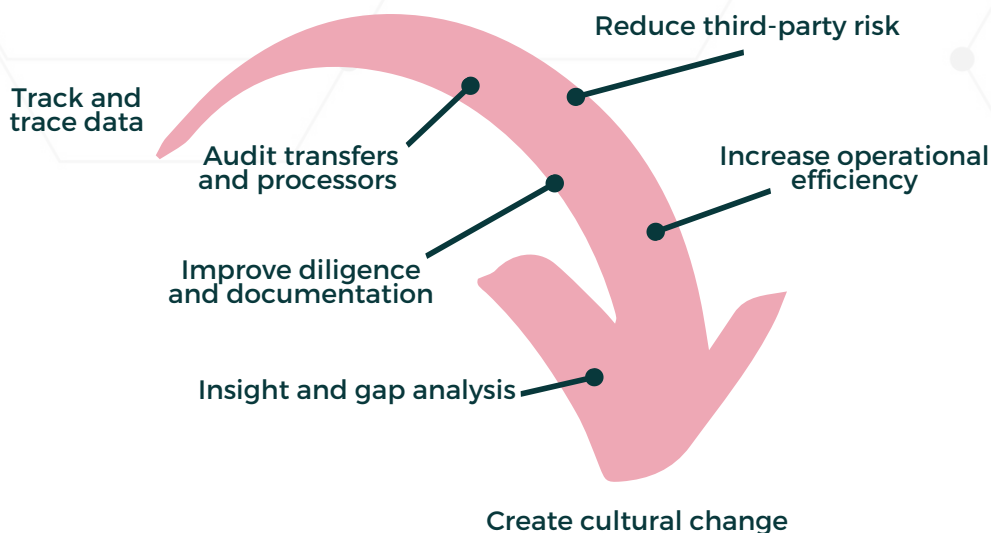 Reduce third-party risk
Track and
trace data
Audit transfers
and processors
Increase operational
efficiency
Improve diligence
and documentation
Insight and gap analysis
Create cultural change